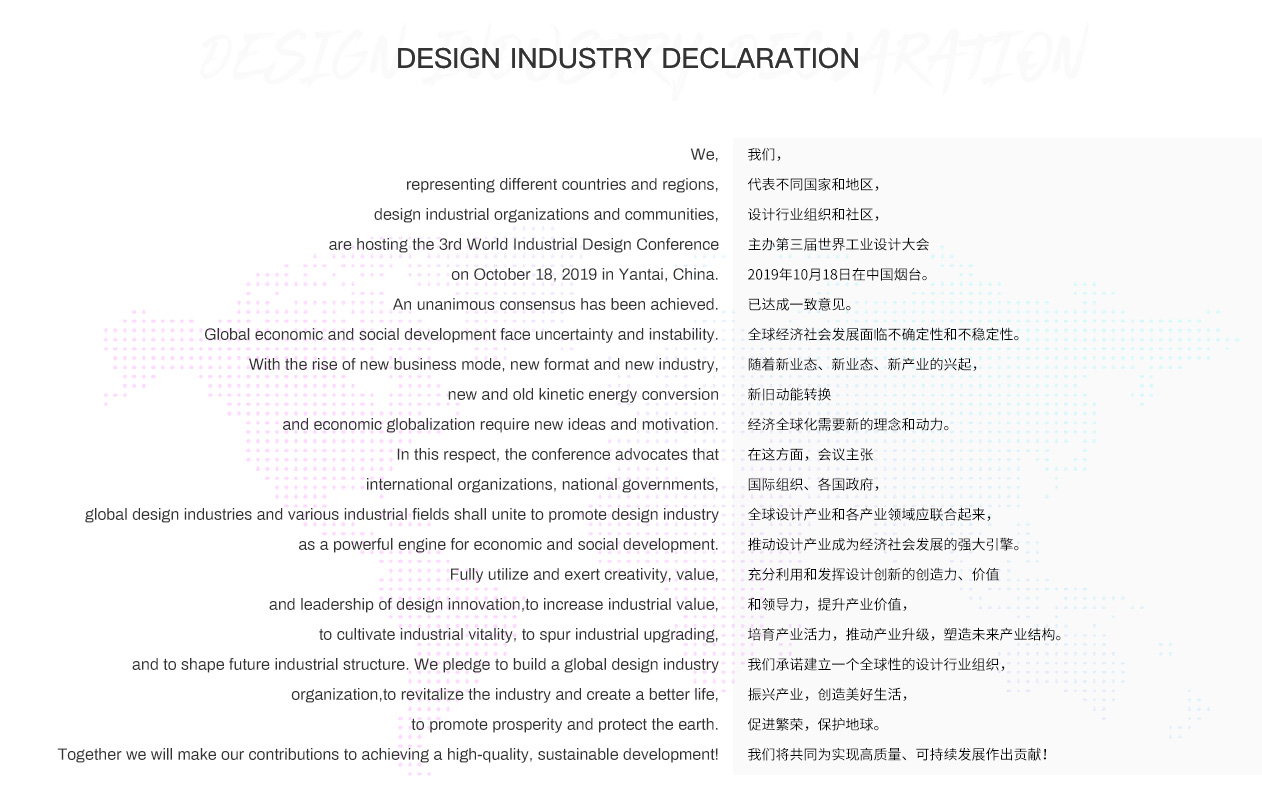 DESIGN INDUSTRY DECLARATION
DESIGN INDUSTRY DECLARATION
We, 我们，
representing different countries and regions, 代表不同国家和地区，
design industrial organizations and communities, 设计行业组织和社区，
are hosting the 3rd World Industrial Design Conference 主办第三届世界工业设计大会
on October 18, 2019 in Yantai, China. 2019年10月18日在中国烟台。
An unanimous consensus has been achieved. 已达成一致意见。
Global economic and social development face uncertainty and instability. 全球经济社会发展面临不确定性和不稳定性。
With the rise of new business mode, new format and new industry, 随着新业态、新业态、新产业的兴起，
new and old kinetic energy conversion 新旧动能转换
and economic globalization require new ideas and motivation. 经济全球化需要新的理念和动力。
In this respect, the conference advocates that 在这方面，会议主张
international organizations, national governments, 国际组织、各国政府，
global design industries and various industrial fields shall unite to promote design industry 全球设计产业和各产业领域应联合起来，
as a powerful engine for economic and social development. 推动设计产业成为经济社会发展的强大引擎。
Fully utilize and exert creativity, value, 充分利用和发挥设计创新的创造力、价值
and leadership of design innovation,to increase industrial value, 和领导力，提升产业价值，
to cultivate industrial vitality, to spur industrial upgrading, 培育产业活力，推动产业升级，塑造未来产业结构。
and to shape future industrial structure. We pledge to build a global design industry 我们承诺建立一个全球性的设计行业组织，
organization,to revitalize the industry and create a better life, 振兴产业，创造美好生活，
to promote prosperity and protect the earth. 促进繁荣，保护地球。
Together we will make our contributions to achieving a high-quality, sustainable development! 我们将共同为实现高质量、可持续发展作出贡献！